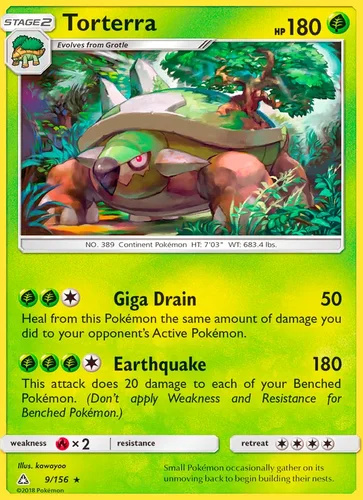 STAGE2 Torterra HP 180
Evolves from Grotle
NO. 389 Continent Pokémon HT: 7'03" WT: 683.4 lbs.
Giga Drain 50
Heal from this Pokémon the same amount of damage you
did to your opponent's Active Pokémon.
Earthquake 180
This attack does 20 damage to each of your Benched
Pokémon. (Don't apply Weakness and Resistance for
Benched Pokémon.)
weakness × 2 resistance retreat
Illus. kawayoo
9/156 ★
©2018 Pokémon
Small Pokémon occasionally gather on its
unmoving back to begin building their nests.